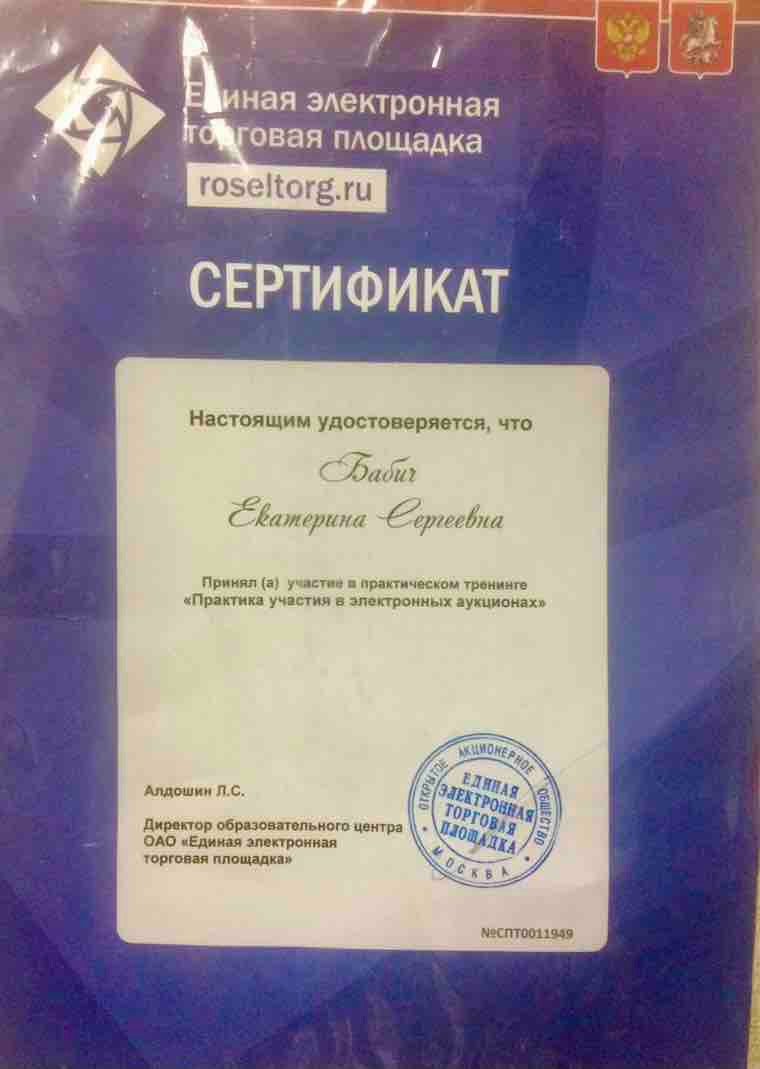 Единая электронная
торговая площадка
roseltorg.ru
СЕРТИФИКАТ
Настоящим удостоверяется, что
Бабич
Екатерина Сергеевна
Принял (а) участие в практическом тренинге
«Практика участия в электронных аукционах»
Алдошин Л.С.
Директор образовательного центра
ОАО «Единая электронная
торговая площадка»
ОТКРЫТОЕ АКЦИОНЕРНОЕ ОБЩЕСТВО
ЕДИНАЯ
ЭЛЕКТРОННАЯ
ТОРГОВАЯ
ПЛОЩАДКА
МОСКВА
№СПТ0011949